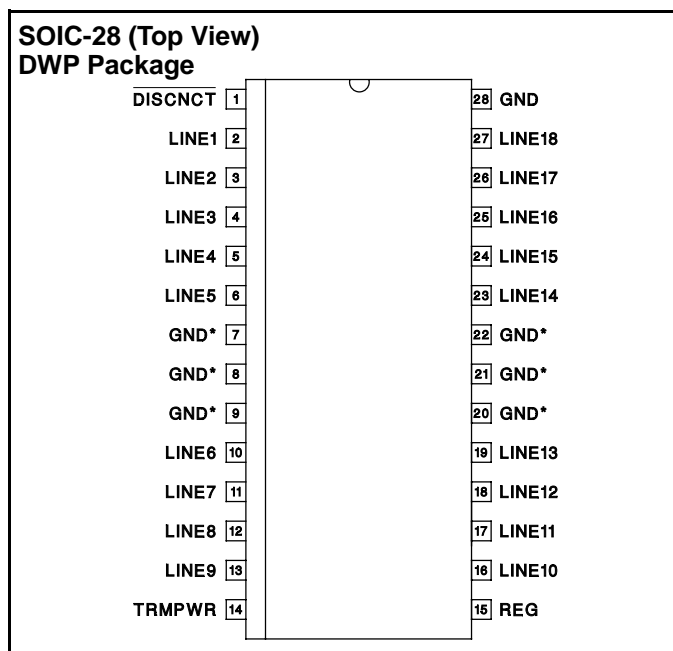 SOIC-28 (Top View)
DWP Package
DISCNCT 1 28 GND
LINE1 2 27 LINE18
LINE2 3 26 LINE17
LINE3 4 25 LINE16
LINE4 5 24 LINE15
LINE5 6 23 LINE14
GND* 7 22 GND*
GND* 8 21 GND*
GND* 9 20 GND*
LINE6 10 19 LINE13
LINE7 11 18 LINE12
LINE8 12 17 LINE11
LINE9 13 16 LINE10
TRMPWR 14 15 REG